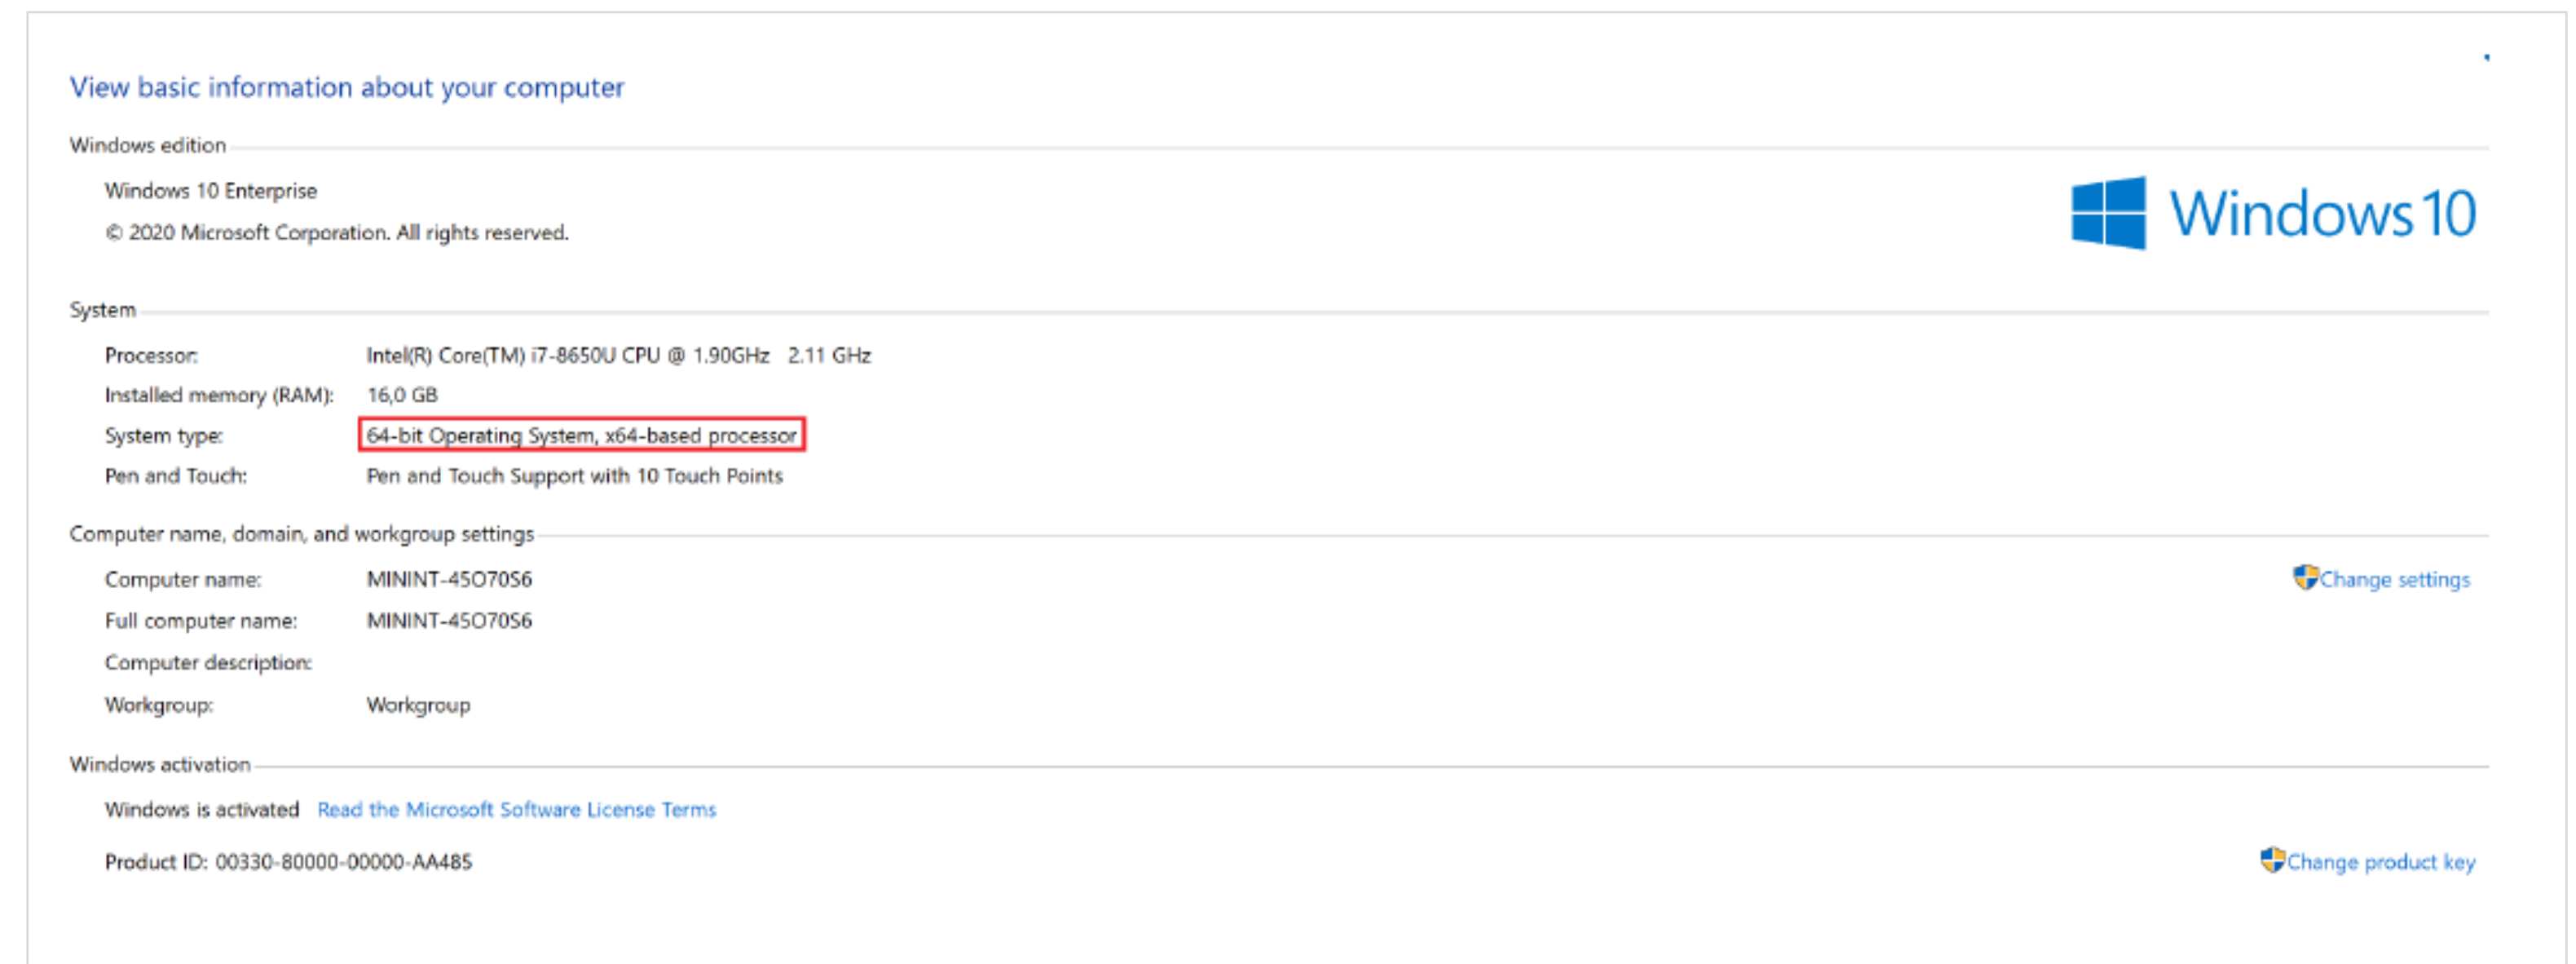 View basic information about your computer
Windows edition
Windows 10 Enterprise
© 2020 Microsoft Corporation. All rights reserved.
Windows 10
System
Processor: Intel(R) Core(TM) i7-8650U CPU @ 1.90GHz 2.11 GHz
Installed memory (RAM): 16,0 GB
System type: 64-bit Operating System, x64-based processor
Pen and Touch: Pen and Touch Support with 10 Touch Points
Computer name, domain, and workgroup settings
Computer name: MININT-45O70S6 Change settings
Full computer name: MININT-45O70S6
Computer description:
Workgroup: Workgroup
Windows activation
Windows is activated Read the Microsoft Software License Terms
Product ID: 00330-80000-00000-AA485 Change product key